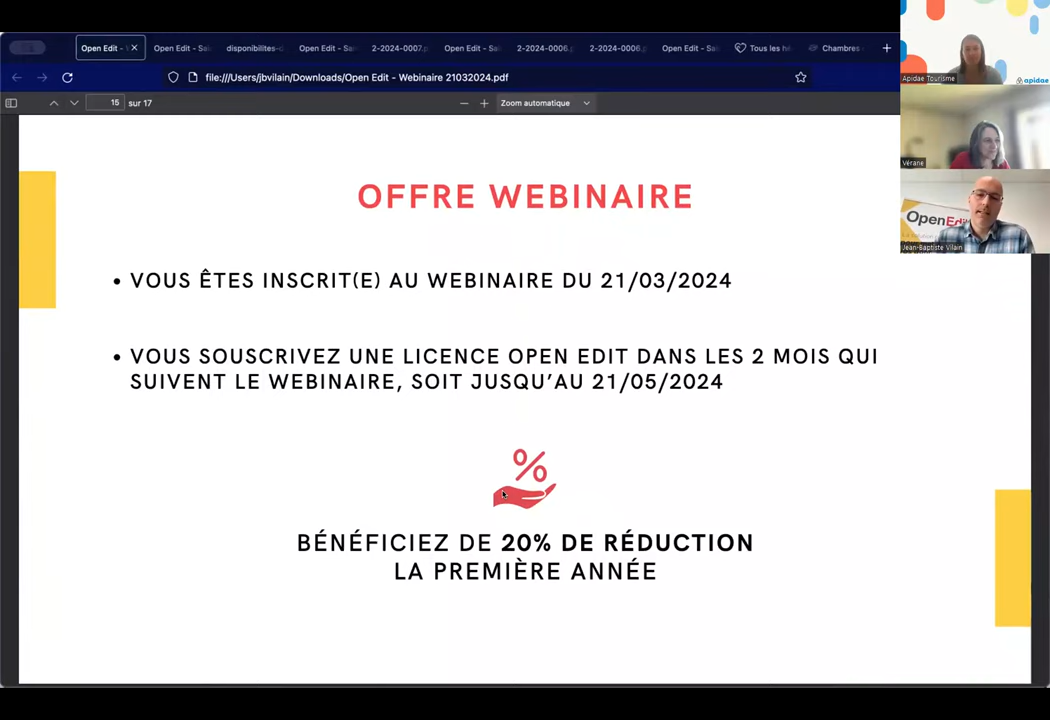 Open Edit -
Open Edit - Sa
disponibilites-
Open Edit - Sa
2-2024-0007.
Open Edit - Sa
2-2024-0006.
2-2024-0006.
Open Edit - Sa
Tous les hé
Chambres
file:///Users/jbvilain/Downloads/Open Edit - Webinaire 21032024.pdf
15 sur 17
Zoom automatique
Apidae Tourisme
apidae
Vérane
OpenEdi
Jean-Baptiste Vilain
OFFRE WEBINAIRE
• VOUS ÊTES INSCRIT(E) AU WEBINAIRE DU 21/03/2024
• VOUS SOUSCRIVEZ UNE LICENCE OPEN EDIT DANS LES 2 MOIS QUI
SUIVENT LE WEBINAIRE, SOIT JUSQU'AU 21/05/2024
%
BÉNÉFICIEZ DE 20% DE RÉDUCTION
LA PREMIÈRE ANNÉE